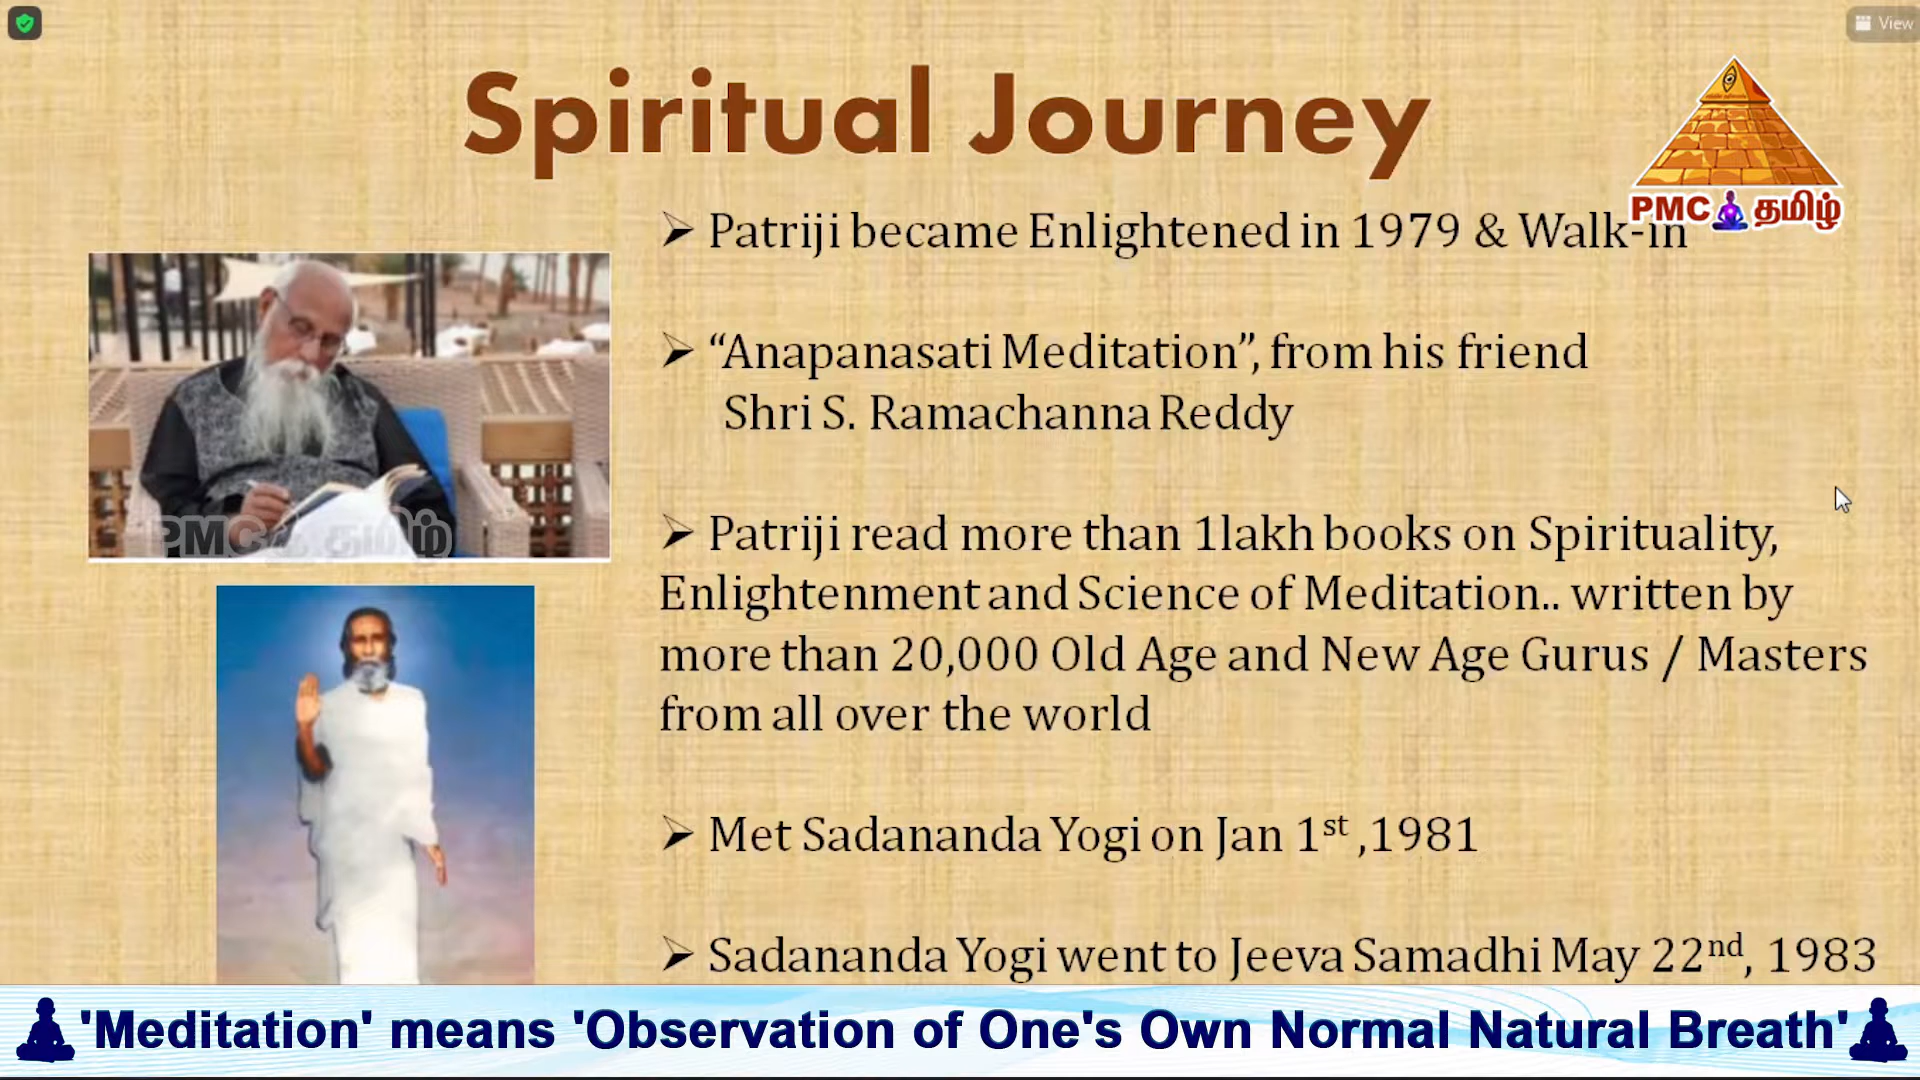 View
Spiritual Journey
PMC தமிழ்
➢ Patriji became Enlightened in 1979 & Walk-in
➢ “Anapanasati Meditation”, from his friend
Shri S. Ramachanna Reddy
➢ Patriji read more than 1lakh books on Spirituality,
Enlightenment and Science of Meditation.. written by
more than 20,000 Old Age and New Age Gurus / Masters
from all over the world
➢ Met Sadananda Yogi on Jan 1st ,1981
➢ Sadananda Yogi went to Jeeva Samadhi May 22nd, 1983
PMC தமிழ்
'Meditation' means 'Observation of One's Own Normal Natural Breath'